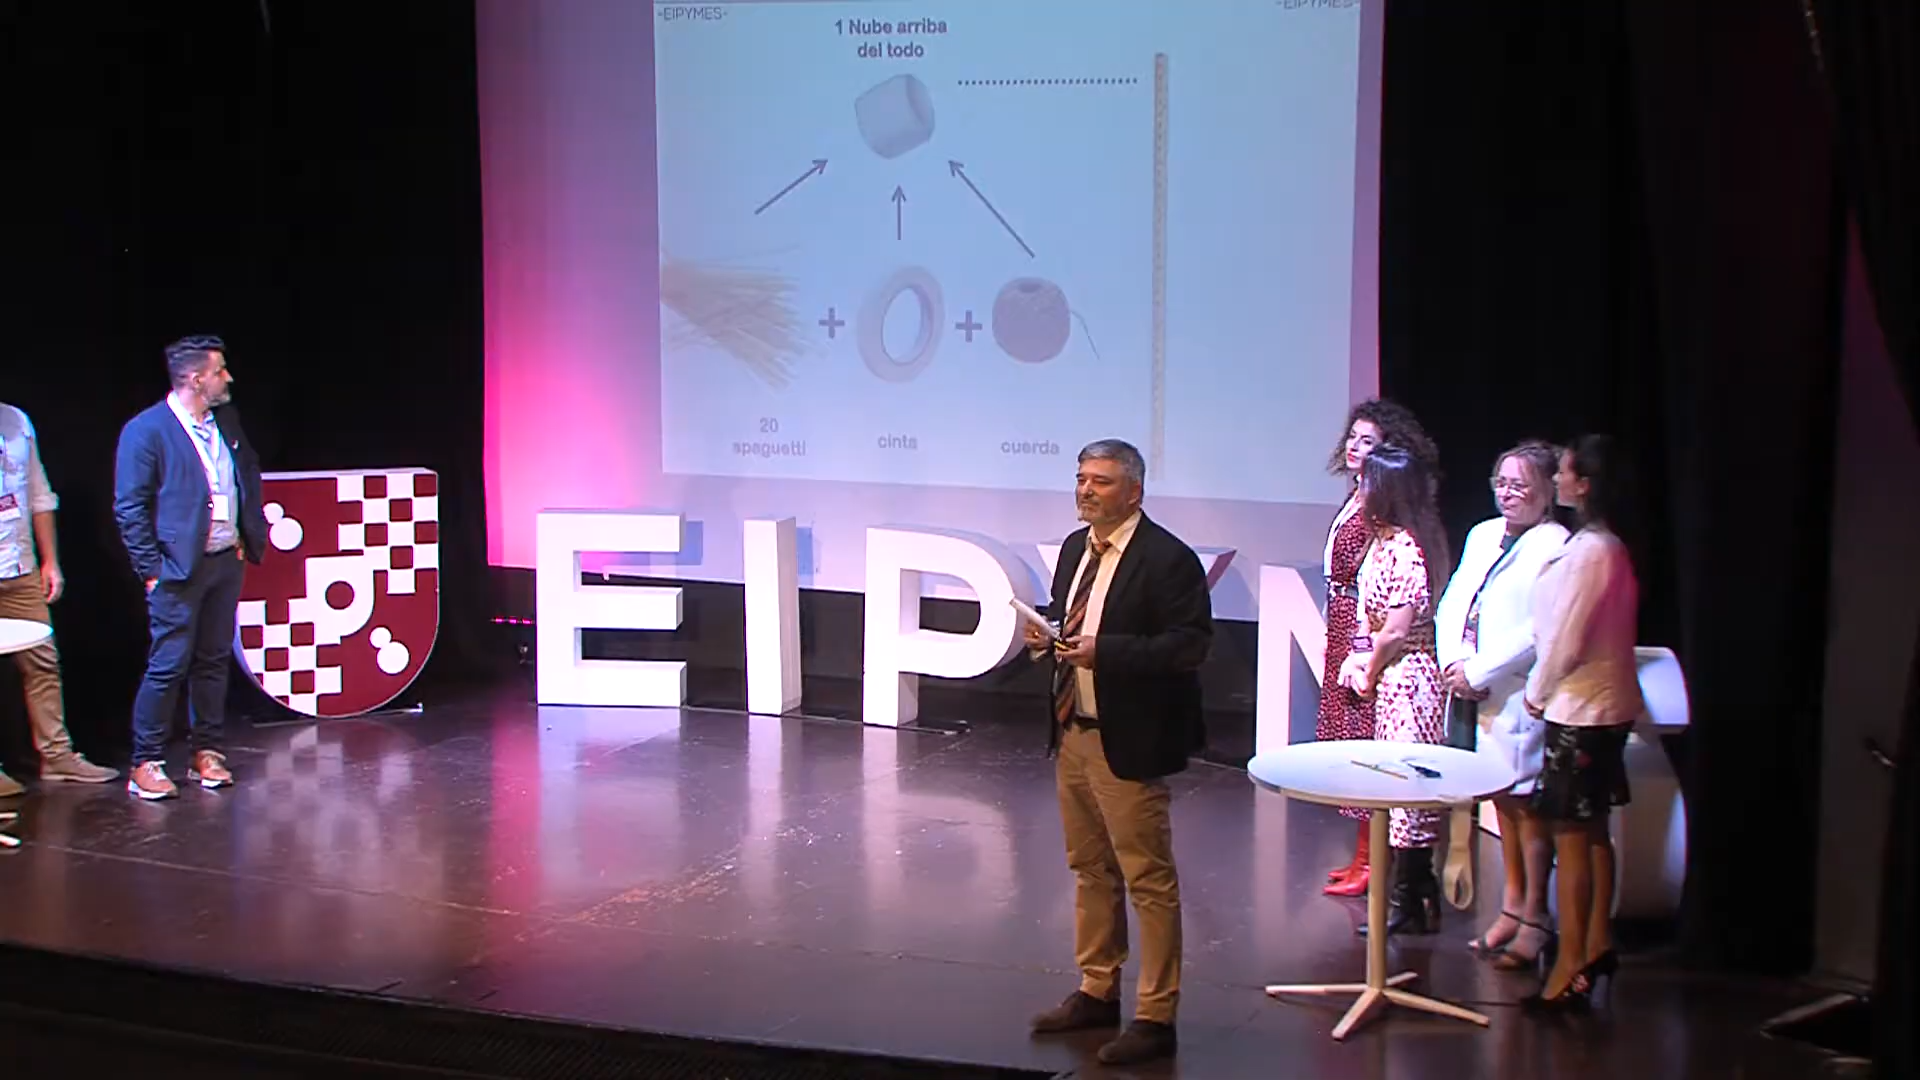 -EIPYMES-
-EIPYMES-
1 Nube arriba
del todo
+
+
20
spaguetti
cinta
cuerda
EIPYM